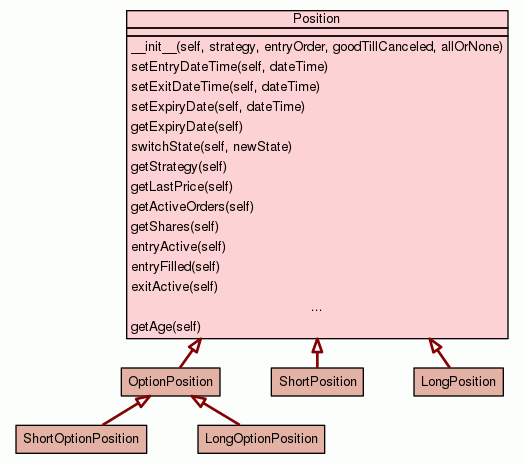 Position
__init__(self, strategy, entryOrder, goodTillCanceled, allOrNone)
setEntryDateTime(self, dateTime)
setExitDateTime(self, dateTime)
setExpiryDate(self, dateTime)
getExpiryDate(self)
switchState(self, newState)
getStrategy(self)
getLastPrice(self)
getActiveOrders(self)
getShares(self)
entryActive(self)
entryFilled(self)
exitActive(self)
...
getAge(self)
OptionPosition
ShortPosition
LongPosition
ShortOptionPosition
LongOptionPosition